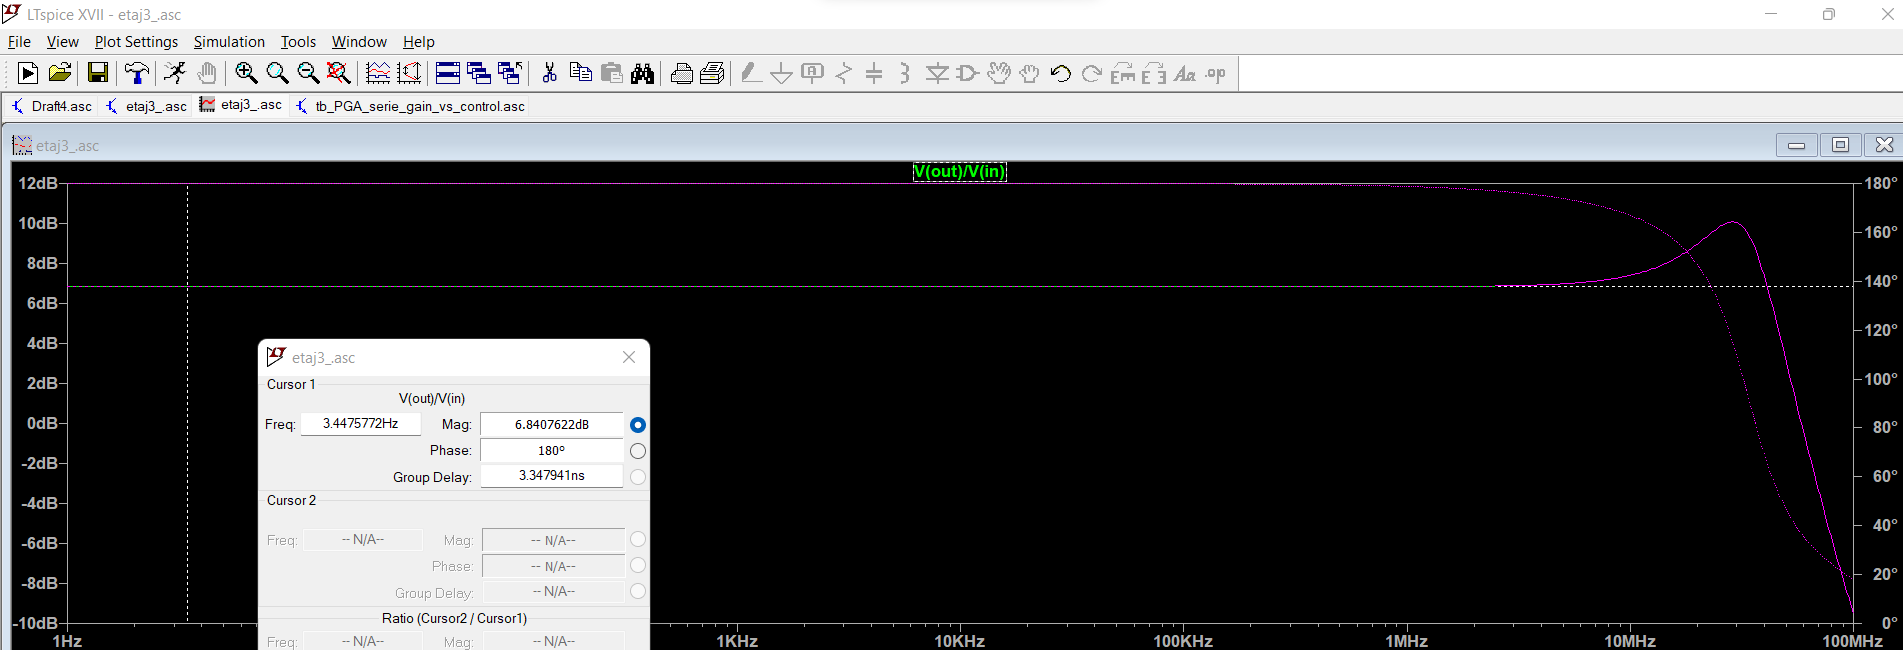 LTspice XVII - etaj3_.asc
File View Plot Settings Simulation Tools Window Help
Draft4.asc etaj3_.asc etaj3_.asc tb_PGA_serie_gain_vs_control.asc
etaj3_.asc
V(out)/V(in)
12dB 180°
10dB 160°
8dB 140°
6dB 120°
4dB 100°
2dB 80°
0dB 60°
-2dB 40°
-4dB 20°
-6dB 0°
-8dB
-10dB
etaj3_.asc
Cursor 1
V(out)/V(in)
Freq: 3.4475772Hz Mag: 6.8407622dB
Phase: 180º
Group Delay: 3.347941ns
Cursor 2
Freq: -- N/A-- Mag: -- N/A--
Phase: -- N/A--
Group Delay: -- N/A--
Ratio (Cursor2 / Cursor1)
Freq: -- N/A-- Mag: -- N/A--
1Hz 1KHz 10KHz 100KHz 1MHz 10MHz 100MHz